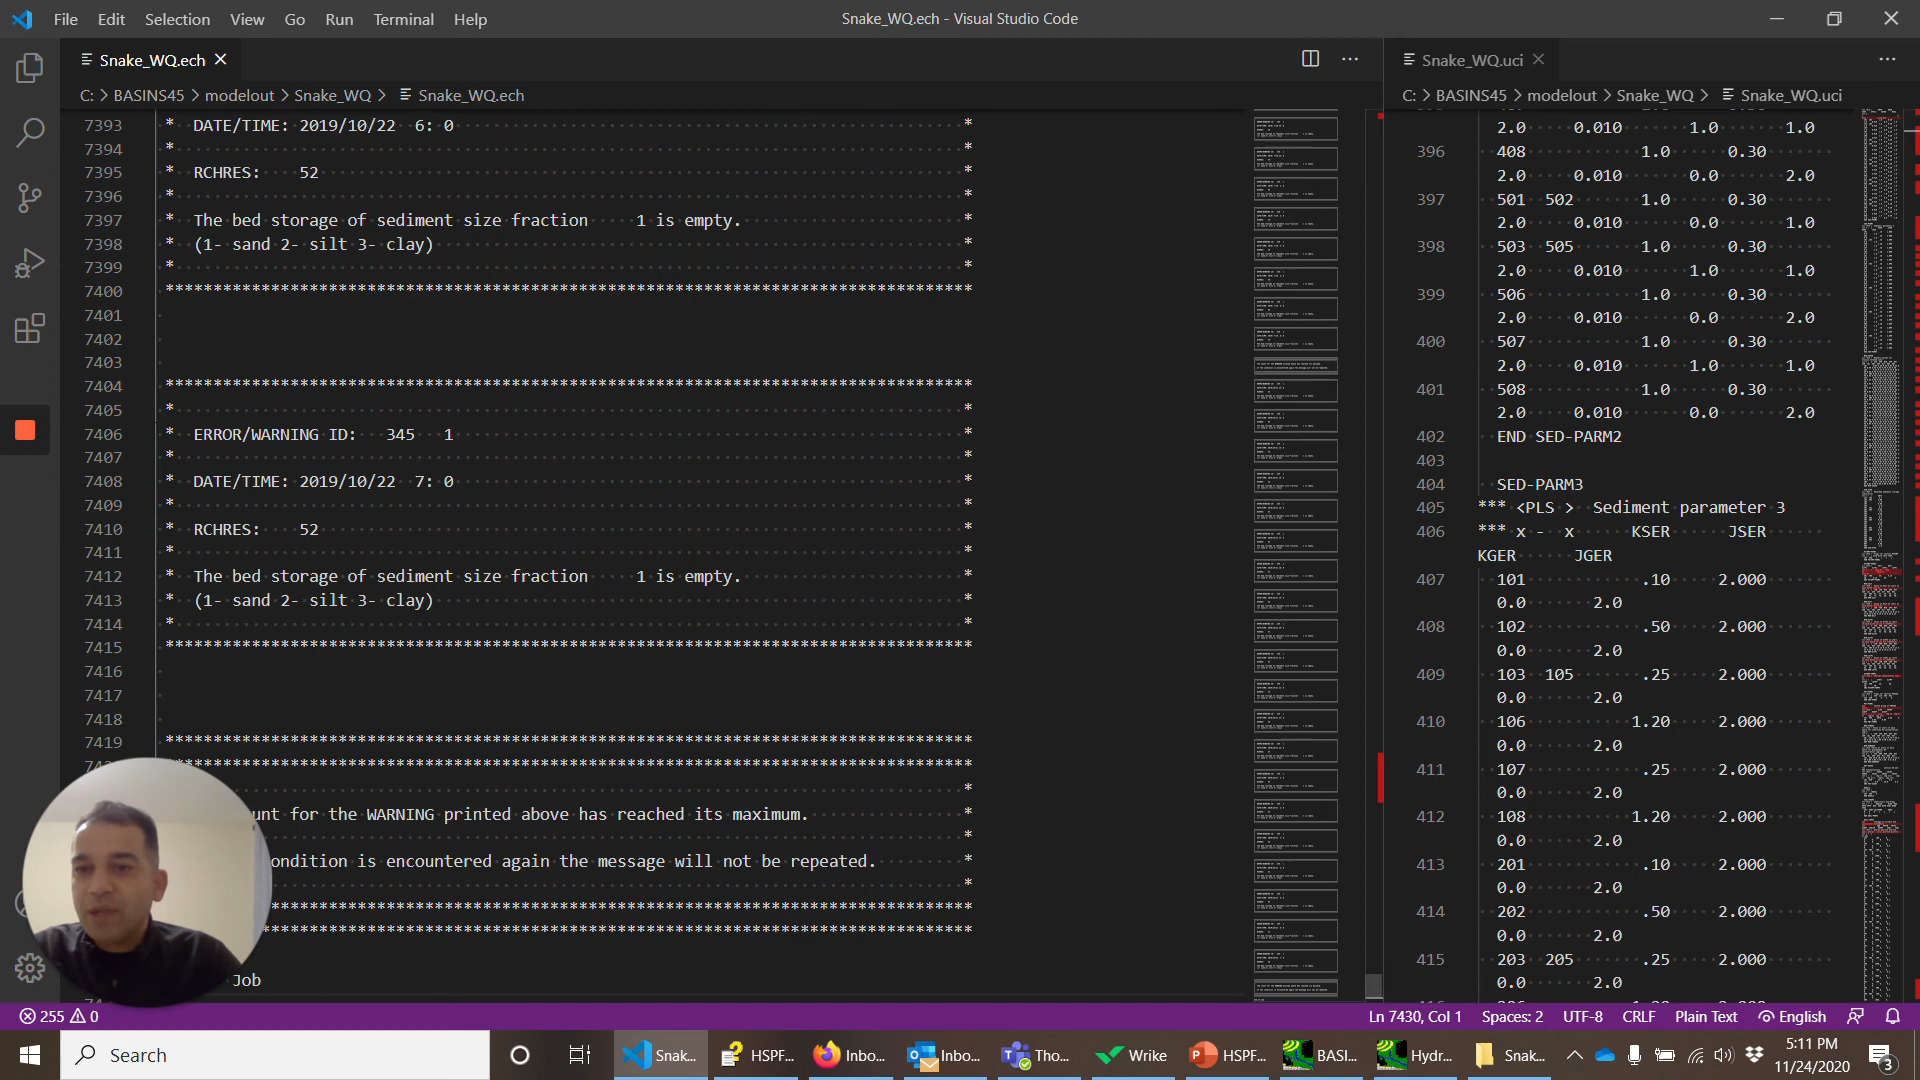 File Edit Selection View Go Run Terminal Help
Snake_WQ.ech - Visual Studio Code
Snake_WQ.ech
C: > BASINS45 > modelout > Snake_WQ > Snake_WQ.ech
7393 * DATE/TIME: 2019/10/22 6: 0 *
7394 * *
7395 * RCHRES: 52 *
7396 * *
7397 * The bed storage of sediment size fraction 1 is empty. *
7398 * (1- sand 2- silt 3- clay) *
7399 * *
7400 ************************************************************************************
7401
7402
7403
7404 ************************************************************************************
7405 * *
7406 * ERROR/WARNING ID: 345 1 *
7407 * *
7408 * DATE/TIME: 2019/10/22 7: 0 *
7409 * *
7410 * RCHRES: 52 *
7411 * *
7412 * The bed storage of sediment size fraction 1 is empty. *
7413 * (1- sand 2- silt 3- clay) *
7414 * *
7415 ************************************************************************************
7416
7417
7418
7419 ************************************************************************************
************************************************************************************
*
for the WARNING printed above has reached its maximum. *
*
condition is encountered again the message will not be repeated. *
*
**************************************************************************
**************************************************************************
Job
Snake_WQ.uci
C: > BASINS45 > modelout > Snake_WQ > Snake_WQ.uci
2.0 0.010 1.0 1.0
396 408 1.0 0.30
2.0 0.010 0.0 2.0
397 501 502 1.0 0.30
2.0 0.010 0.0 1.0
398 503 505 1.0 0.30
2.0 0.010 1.0 1.0
399 506 1.0 0.30
2.0 0.010 0.0 2.0
400 507 1.0 0.30
2.0 0.010 1.0 1.0
401 508 1.0 0.30
2.0 0.010 0.0 2.0
402 END SED-PARM2
403
404 SED-PARM3
405 *** <PLS > Sediment parameter 3
406 *** x - x KSER JSER
KGER JGER
407 101 .10 2.000
0.0 2.0
408 102 .50 2.000
0.0 2.0
409 103 105 .25 2.000
0.0 2.0
410 106 1.20 2.000
0.0 2.0
411 107 .25 2.000
0.0 2.0
412 108 1.20 2.000
0.0 2.0
413 201 .10 2.000
0.0 2.0
414 202 .50 2.000
0.0 2.0
415 203 205 .25 2.000
0.0 2.0
255 0
Ln 7430, Col 1 Spaces: 2 UTF-8 CRLF Plain Text English
Search
Snak... HSPF... Inbo... Inbo... Tho... Wrike HSPF... BASI... Hydr... Snak...
5:11 PM
11/24/2020
3